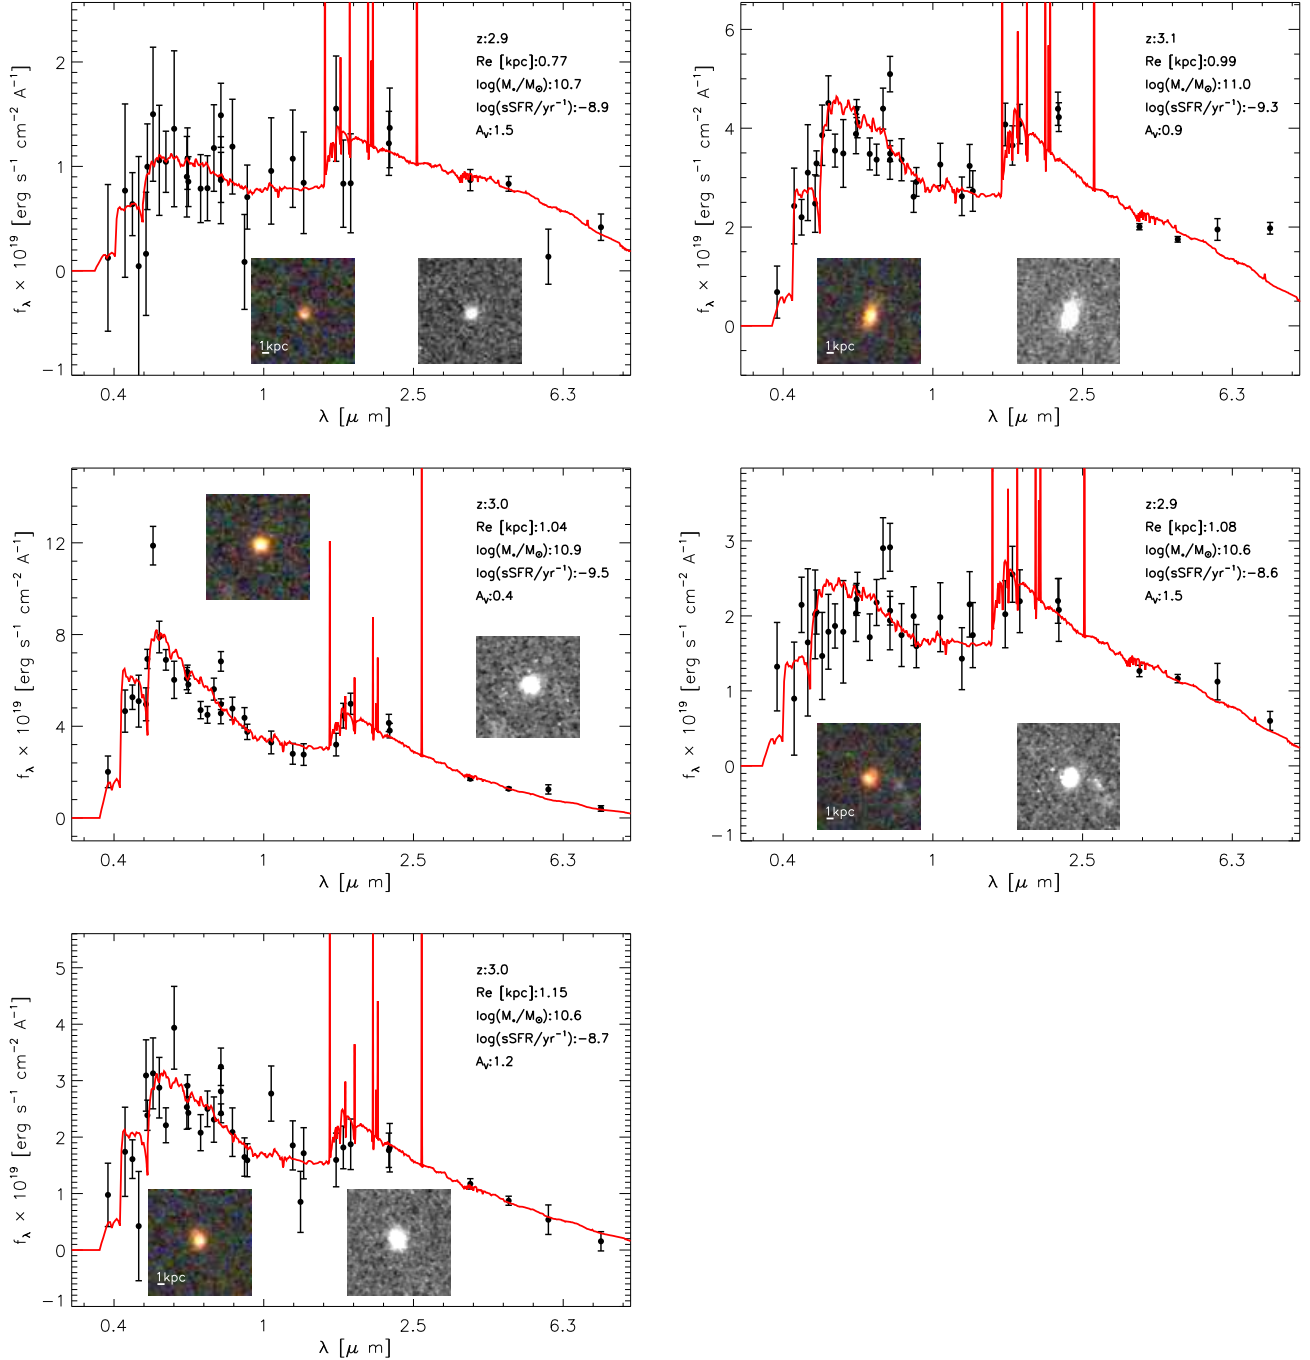 z:2.9
Re [kpc]:0.77
log(M⋆/M⊙):10.7
log(sSFR/yr⁻¹):−8.9
Aᵥ:1.5
2
1
0
−1
fλ × 10¹⁹ [erg s⁻¹ cm⁻² A⁻¹]
1kpc
0.4 1 2.5 6.3
λ [μ m]
z:3.1
Re [kpc]:0.99
log(M⋆/M⊙):11.0
log(sSFR/yr⁻¹):−9.3
Aᵥ:0.9
6
4
2
0
fλ × 10¹⁹ [erg s⁻¹ cm⁻² A⁻¹]
1kpc
0.4 1 2.5 6.3
λ [μ m]
z:3.0
Re [kpc]:1.04
log(M⋆/M⊙):10.9
log(sSFR/yr⁻¹):−9.5
Aᵥ:0.4
12
8
4
0
fλ × 10¹⁹ [erg s⁻¹ cm⁻² A⁻¹]
0.4 1 2.5 6.3
λ [μ m]
z:2.9
Re [kpc]:1.08
log(M⋆/M⊙):10.6
log(sSFR/yr⁻¹):−8.6
Aᵥ:1.5
3
2
1
0
−1
fλ × 10¹⁹ [erg s⁻¹ cm⁻² A⁻¹]
1kpc
0.4 1 2.5 6.3
λ [μ m]
z:3.0
Re [kpc]:1.15
log(M⋆/M⊙):10.6
log(sSFR/yr⁻¹):−8.7
Aᵥ:1.2
5
4
3
2
1
0
−1
fλ × 10¹⁹ [erg s⁻¹ cm⁻² A⁻¹]
1kpc
0.4 1 2.5 6.3
λ [μ m]